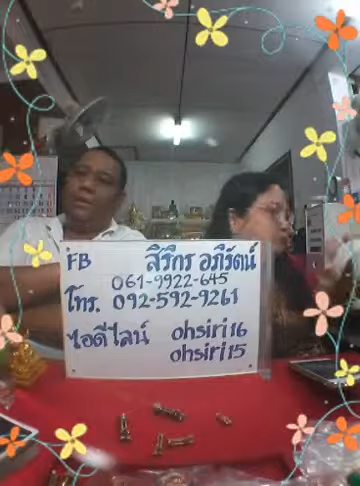 FB สิริกร อภิรัตน์
061-9922-645
โทร. 092-592-9261
ไอดีไลน์ ohsiri16
ohsiri15